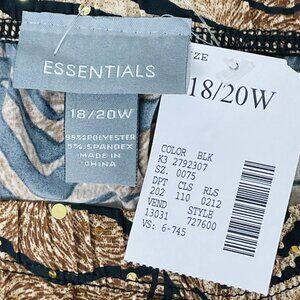 ESSENTIALS
18/20W
95% POLYESTER
5% SPANDEX
MADE IN
CHINA
ZE
18/20W
COLOR BLK
K3 2792307
SZ. 0075
DPT CLS RLS
202 110 0212
VEND STYLE
13031 727600
VS: 6-745